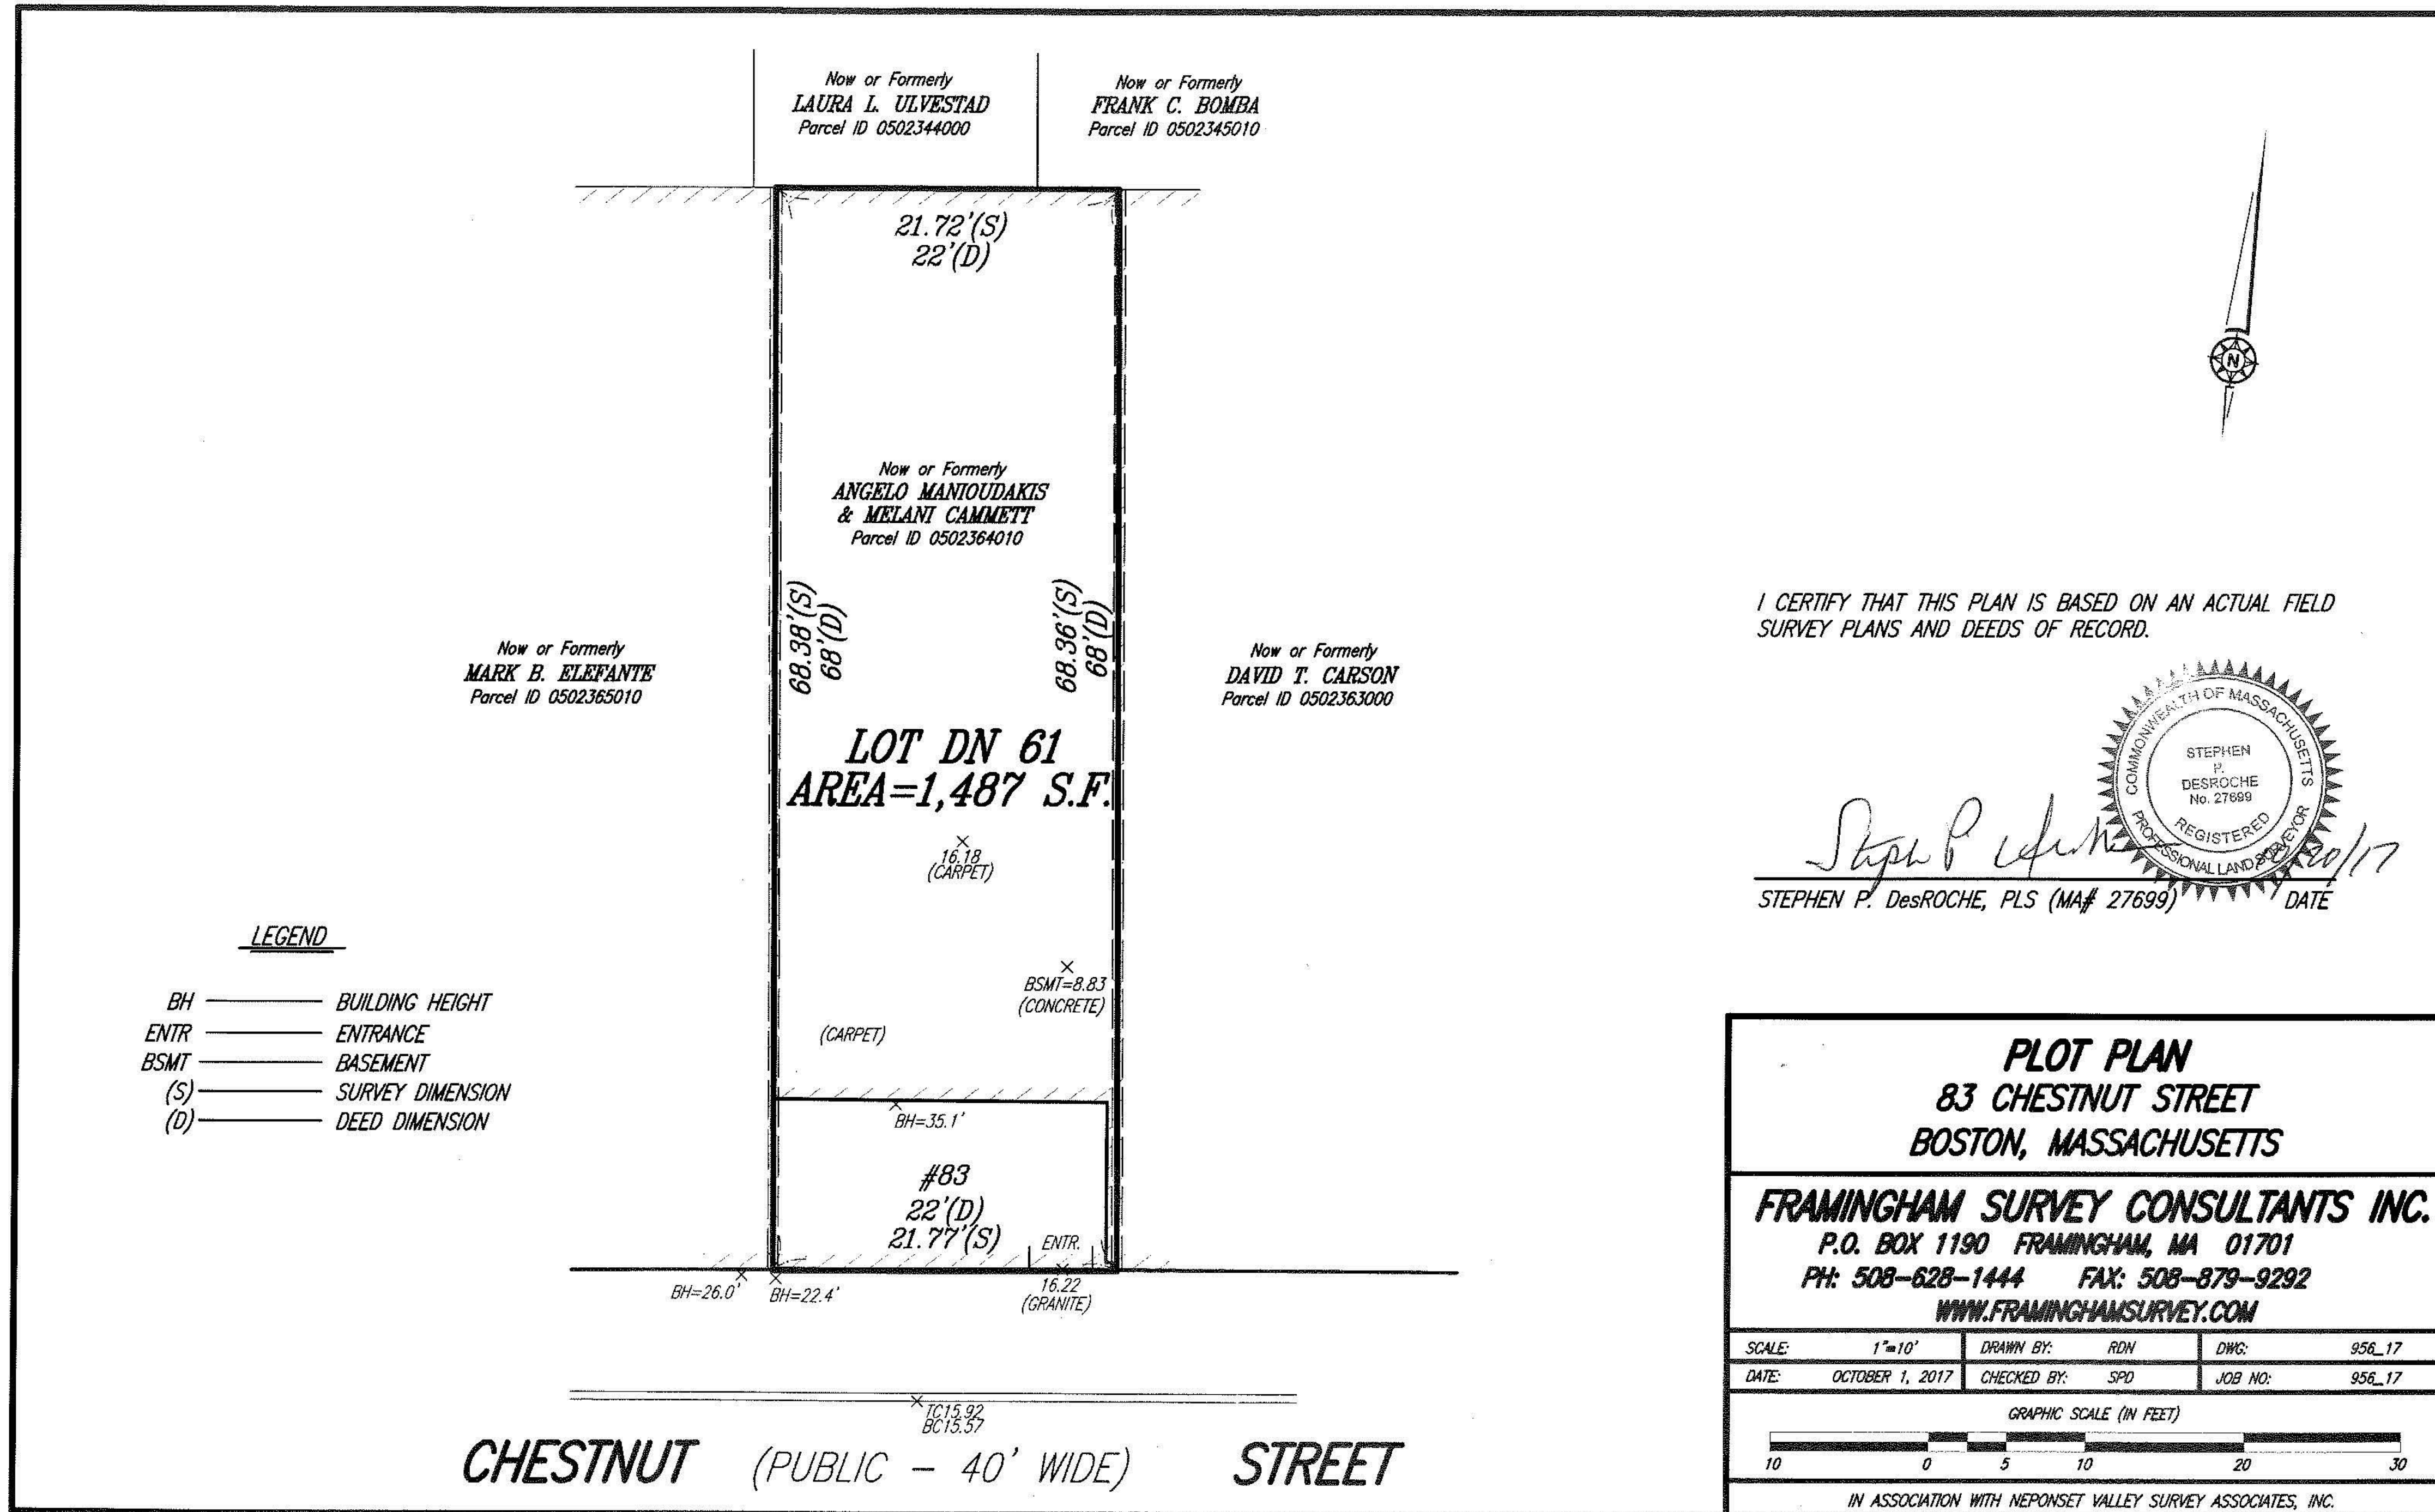 Now or Formerly
LAURA L. ULVESTAD
Parcel ID 0502344000
Now or Formerly
FRANK C. BOMBA
Parcel ID 0502345010
21.72'(S)
22'(D)
Now or Formerly
ANGELO MANIOUDAKIS
& MELANI CAMMETT
Parcel ID 0502364010
68.38'(S)
68'(D)
68.36'(S)
68'(D)
Now or Formerly
MARK B. ELEFANTE
Parcel ID 0502365010
Now or Formerly
DAVID T. CARSON
Parcel ID 0502363000
LOT DN 61
AREA=1,487 S.F.
16.18
(CARPET)
BSMT=8.83
(CONCRETE)
(CARPET)
BH=35.1'
#83
22'(D)
21.77'(S)
ENTR.
BH=26.0'
BH=22.4'
16.22
(GRANITE)
TC15.92
BC15.57
CHESTNUT (PUBLIC - 40' WIDE) STREET
LEGEND
BH BUILDING HEIGHT
ENTR ENTRANCE
BSMT BASEMENT
(S) SURVEY DIMENSION
(D) DEED DIMENSION
N
I CERTIFY THAT THIS PLAN IS BASED ON AN ACTUAL FIELD
SURVEY PLANS AND DEEDS OF RECORD.
COMMONWEALTH OF MASSACHUSETTS
STEPHEN
P.
DESROCHE
No. 27699
REGISTERED
PROFESSIONAL LAND SURVEYOR
STEPHEN P. DesROCHE, PLS (MA# 27699)
DATE
PLOT PLAN
83 CHESTNUT STREET
BOSTON, MASSACHUSETTS
FRAMINGHAM SURVEY CONSULTANTS INC.
P.O. BOX 1190 FRAMINGHAM, MA 01701
PH: 508-628-1444 FAX: 508-879-9292
WWW.FRAMINGHAMSURVEY.COM
SCALE: 1"=10' DRAWN BY: RDN DWG: 956_17
DATE: OCTOBER 1, 2017 CHECKED BY: SPD JOB NO: 956_17
GRAPHIC SCALE (IN FEET)
10 0 5 10 20 30
IN ASSOCIATION WITH NEPONSET VALLEY SURVEY ASSOCIATES, INC.